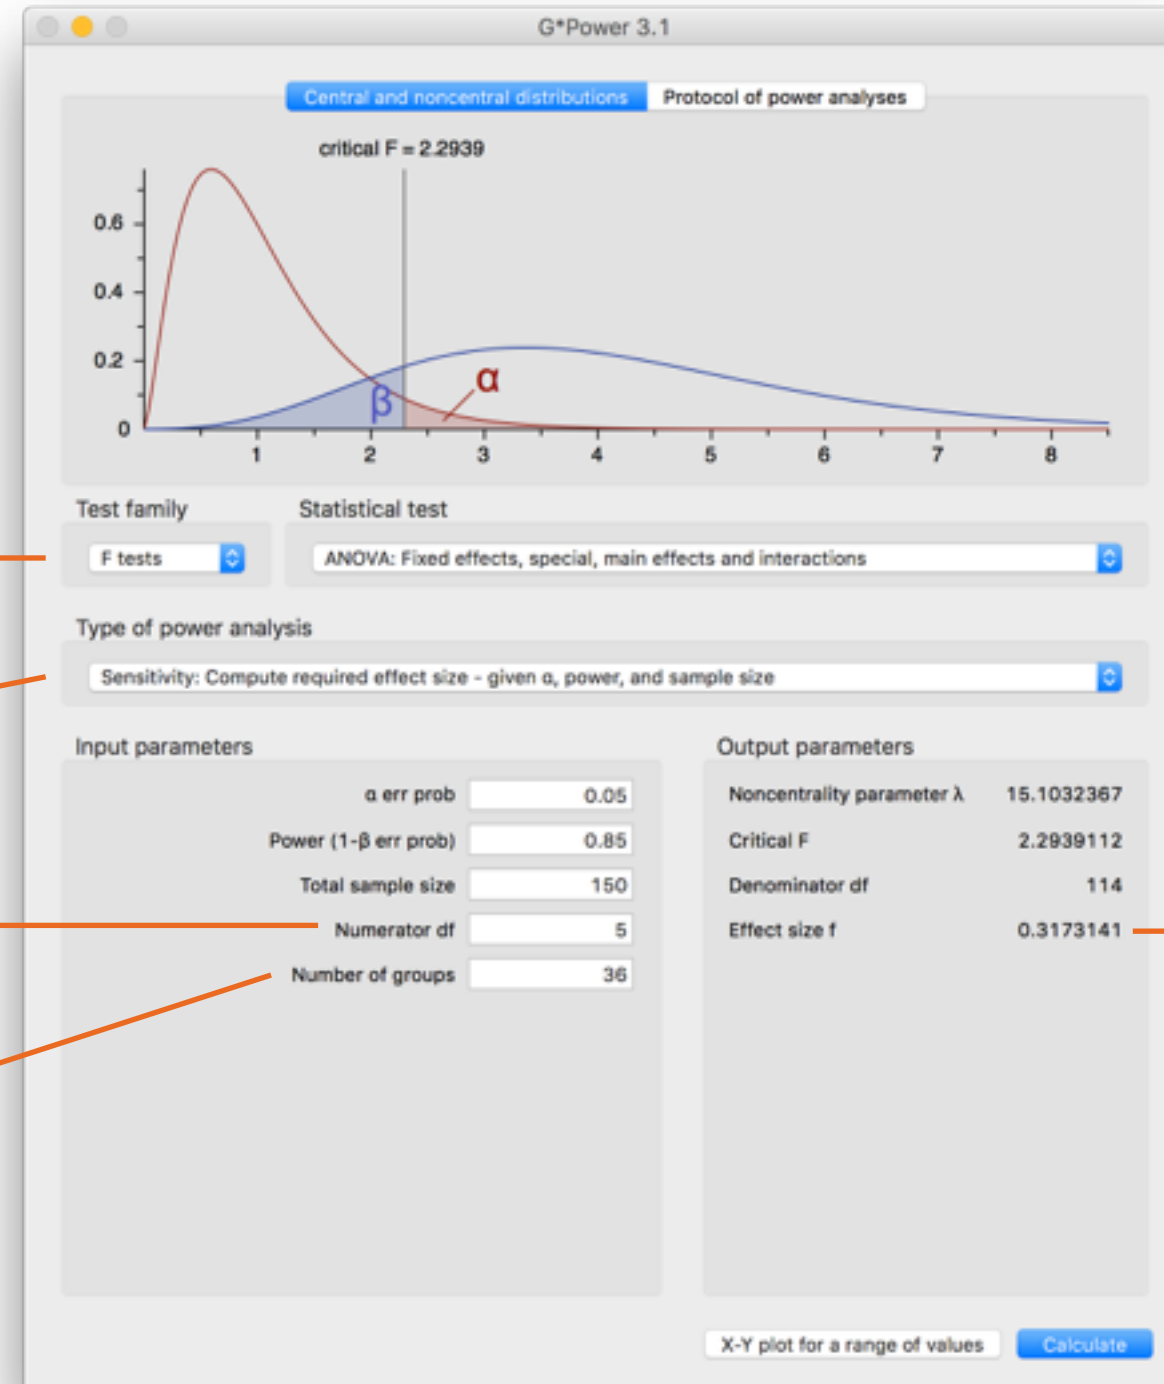 G*Power 3.1
Central and noncentral distributions Protocol of power analyses
critical F = 2.2939
0.6
0.4
0.2
0
α
β
1 2 3 4 5 6 7 8
Test family Statistical test
F tests ANOVA: Fixed effects, special, main effects and interactions
Type of power analysis
Sensitivity: Compute required effect size - given α, power, and sample size
Input parameters Output parameters
α err prob 0.05 Noncentrality parameter λ 15.1032367
Power (1-β err prob) 0.85 Critical F 2.2939112
Total sample size 150 Denominator df 114
Numerator df 5 Effect size f 0.3173141
Number of groups 36
X-Y plot for a range of values Calculate